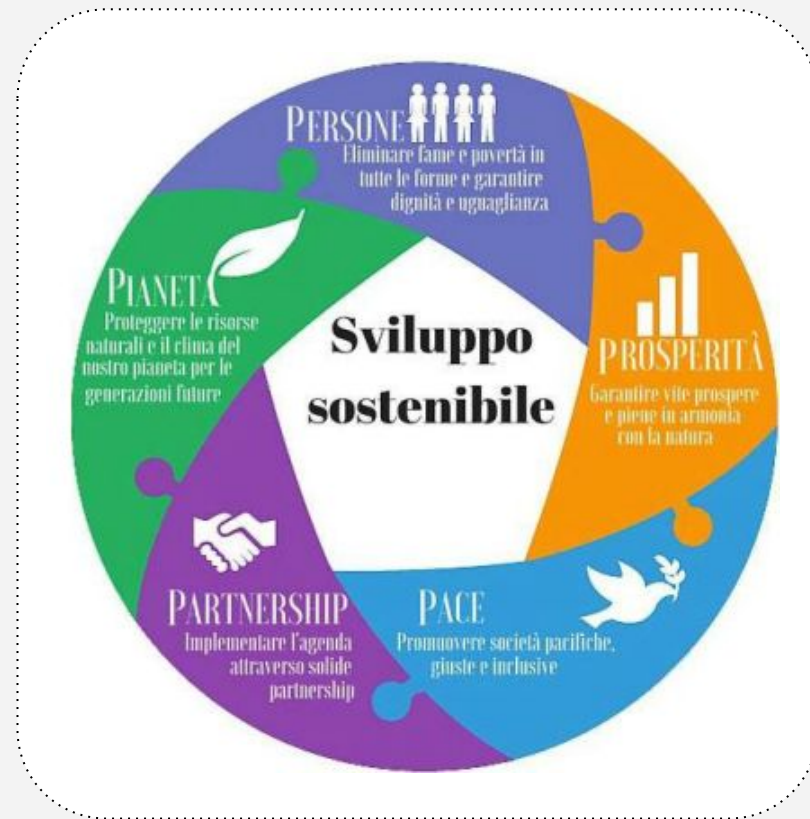 PERSONE
Eliminare fame e povertà in
tutte le forme e garantire
dignità e uguaglianza
PROSPERITÀ
Garantire vite prospere
e piene in armonia
con la natura
PACE
Promuovere società pacifiche,
giuste e inclusive
PARTNERSHIP
Implementare l'agenda
attraverso solide
partnership
PIANETA
Proteggere le risorse
naturali e il clima del
nostro pianeta per le
generazioni future
Sviluppo
sostenibile